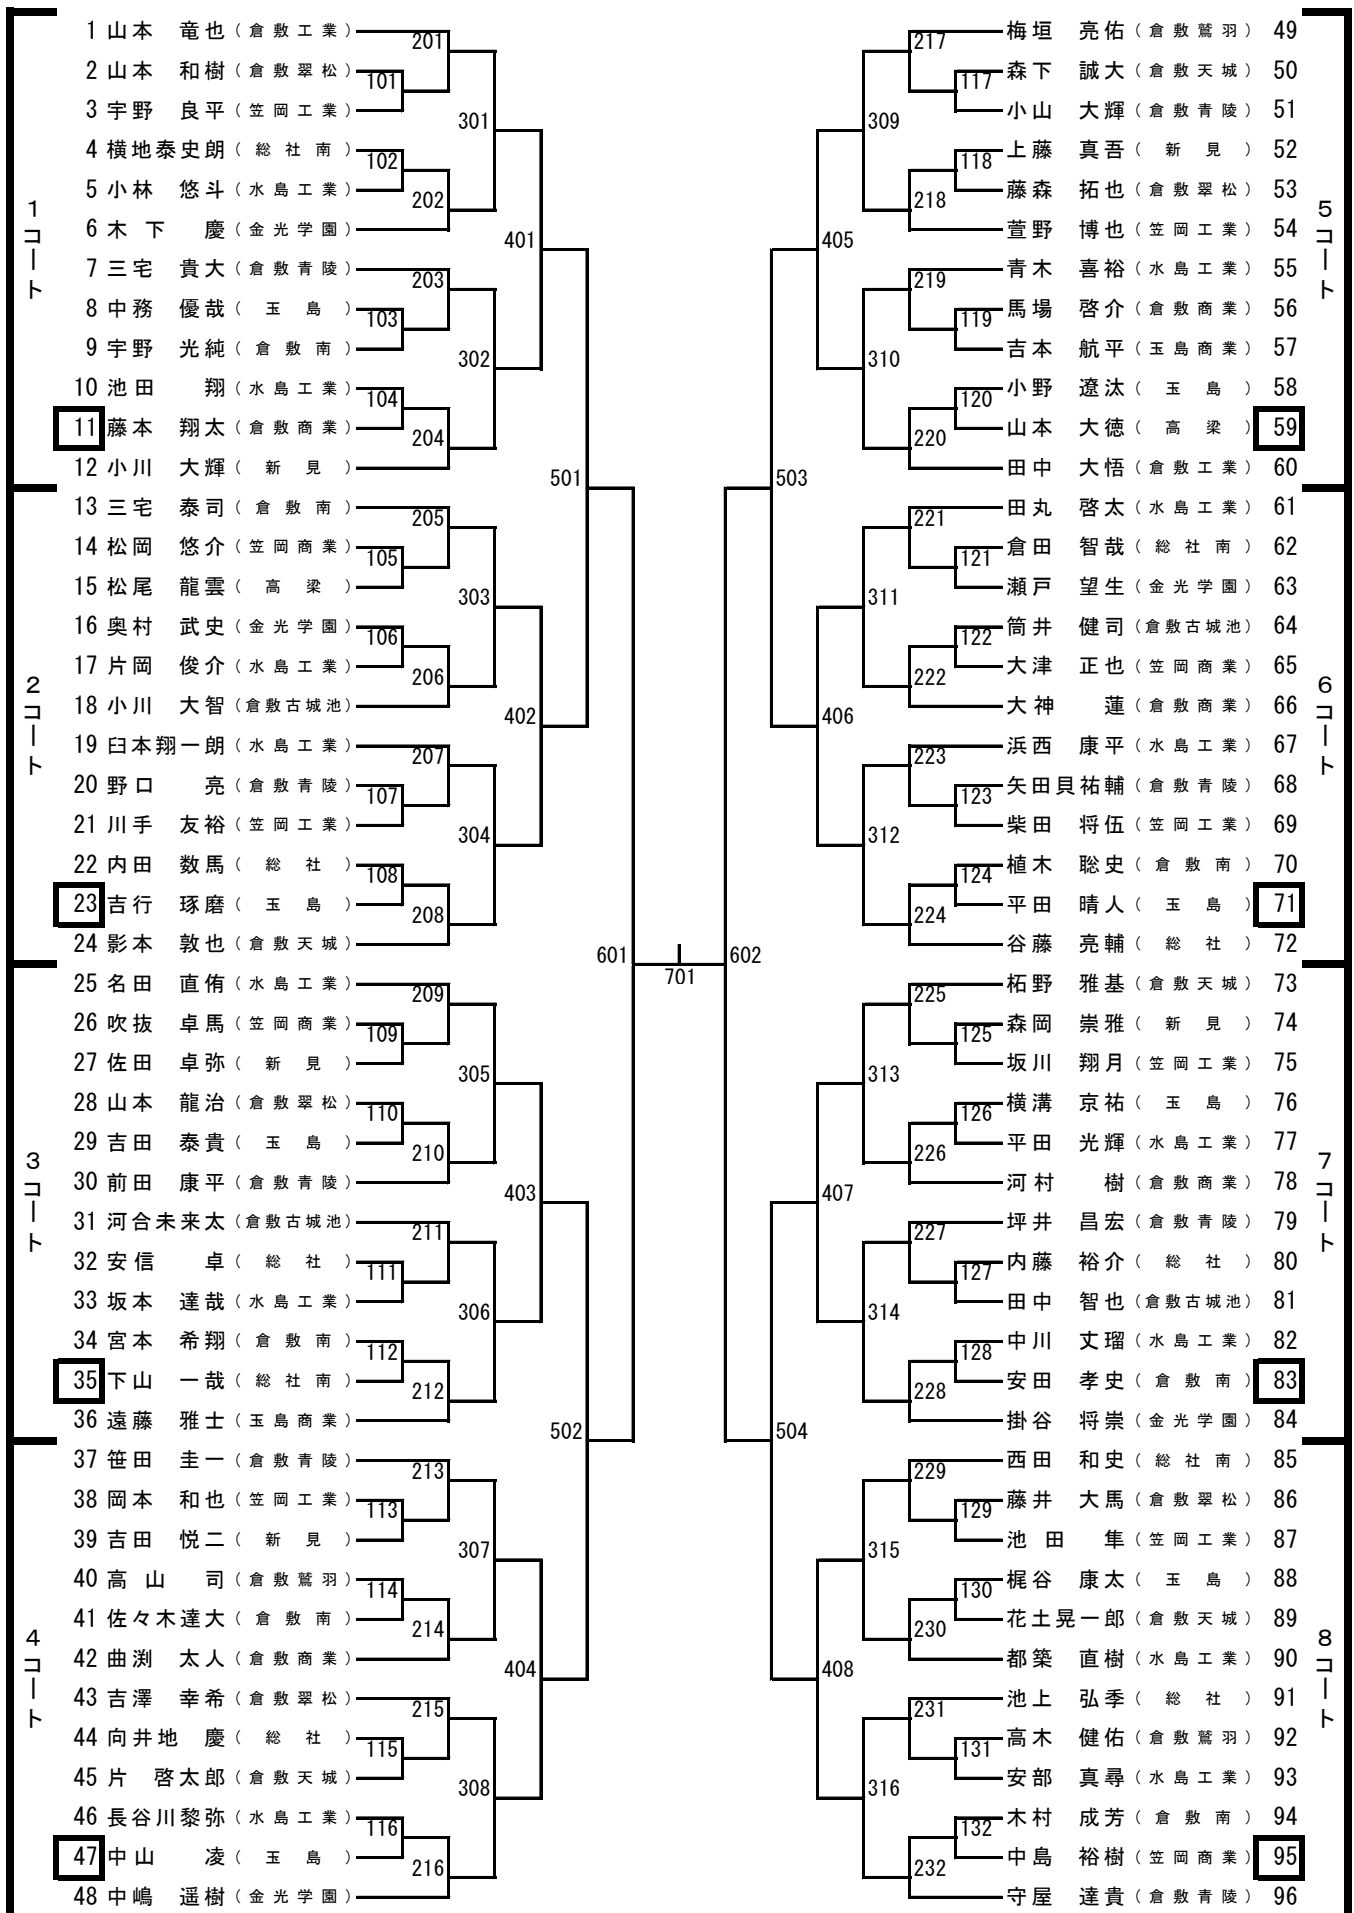 1 山本 竜也 (倉敷工業)
2 山本 和樹 (倉敷翠松)
3 宇野 良平 (笠岡工業)
4 横地泰史朗 (総社南)
5 小林 悠斗 (水島工業)
6 木下 慶 (金光学園)
7 三宅 貴大 (倉敷青陵)
8 中務 優哉 (玉島)
9 宇野 光純 (倉敷南)
10 池田 翔 (水島工業)
11 藤本 翔太 (倉敷商業)
12 小川 大輝 (新見)
1コート
201
101
301
102
202
401
203
103
302
104
204
501
13 三宅 泰司 (倉敷南)
14 松岡 悠介 (笠岡商業)
15 松尾 龍雲 (高梁)
16 奥村 武史 (金光学園)
17 片岡 俊介 (水島工業)
18 小川 大智 (倉敷古城池)
19 臼本翔一朗 (水島工業)
20 野口 亮 (倉敷青陵)
21 川手 友裕 (笠岡工業)
22 内田 数馬 (総社)
23 吉行 琢磨 (玉島)
24 影本 敦也 (倉敷天城)
2コート
205
105
303
106
206
402
207
107
304
108
208
601
25 名田 直侑 (水島工業)
26 吹抜 卓馬 (笠岡商業)
27 佐田 卓弥 (新見)
28 山本 龍治 (倉敷翠松)
29 吉田 泰貴 (玉島)
30 前田 康平 (倉敷青陵)
31 河合未来太 (倉敷古城池)
32 安信 卓 (総社)
33 坂本 達哉 (水島工業)
34 宮本 希翔 (倉敷南)
35 下山 一哉 (総社南)
36 遠藤 雅士 (玉島商業)
3コート
209
109
305
110
210
403
211
111
306
112
212
502
37 笹田 圭一 (倉敷青陵)
38 岡本 和也 (笠岡工業)
39 吉田 悦二 (新見)
40 高山 司 (倉敷鷲羽)
41 佐々木達大 (倉敷南)
42 曲渕 太人 (倉敷商業)
43 吉澤 幸希 (倉敷翠松)
44 向井地 慶 (総社)
45 片 啓太郎 (倉敷天城)
46 長谷川黎弥 (水島工業)
47 中山 凌 (玉島)
48 中嶋 遥樹 (金光学園)
4コート
213
113
307
114
214
404
215
115
308
116
216
701
梅垣 亮佑 (倉敷鷲羽) 49
森下 誠大 (倉敷天城) 50
小山 大輝 (倉敷青陵) 51
上藤 真吾 (新見) 52
藤森 拓也 (倉敷翠松) 53
萱野 博也 (笠岡工業) 54
青木 喜裕 (水島工業) 55
馬場 啓介 (倉敷商業) 56
吉本 航平 (玉島商業) 57
小野 遼汰 (玉島) 58
山本 大徳 (高梁) 59
田中 大悟 (倉敷工業) 60
5コート
217
117
309
118
218
405
219
119
310
120
220
503
田丸 啓太 (水島工業) 61
倉田 智哉 (総社南) 62
瀬戸 望生 (金光学園) 63
筒井 健司 (倉敷古城池) 64
大津 正也 (笠岡商業) 65
大神 蓮 (倉敷商業) 66
浜西 康平 (水島工業) 67
矢田貝祐輔 (倉敷青陵) 68
柴田 将伍 (笠岡工業) 69
植木 聡史 (倉敷南) 70
平田 晴人 (玉島) 71
谷藤 亮輔 (総社) 72
6コート
221
121
311
122
222
406
223
123
312
124
224
602
柘野 雅基 (倉敷天城) 73
森岡 崇雅 (新見) 74
坂川 翔月 (笠岡工業) 75
横溝 京祐 (玉島) 76
平田 光輝 (水島工業) 77
河村 樹 (倉敷商業) 78
坪井 昌宏 (倉敷青陵) 79
内藤 裕介 (総社) 80
田中 智也 (倉敷古城池) 81
中川 丈瑠 (水島工業) 82
安田 孝史 (倉敷南) 83
掛谷 将崇 (金光学園) 84
7コート
225
125
313
126
226
407
227
127
314
128
228
504
西田 和史 (総社南) 85
藤井 大馬 (倉敷翠松) 86
池田 隼 (笠岡工業) 87
梶谷 康太 (玉島) 88
花土晃一郎 (倉敷天城) 89
都築 直樹 (水島工業) 90
池上 弘季 (総社) 91
高木 健佑 (倉敷鷲羽) 92
安部 真尋 (水島工業) 93
木村 成芳 (倉敷南) 94
中島 裕樹 (笠岡商業) 95
守屋 達貴 (倉敷青陵) 96
8コート
229
129
315
130
230
408
231
131
316
132
232